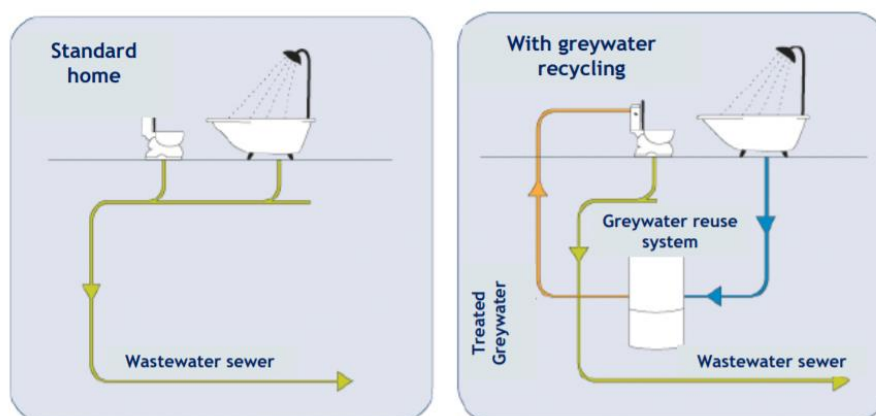 Standard
home
Wastewater sewer
With greywater
recycling
Greywater reuse
system
Treated
Greywater
Wastewater sewer